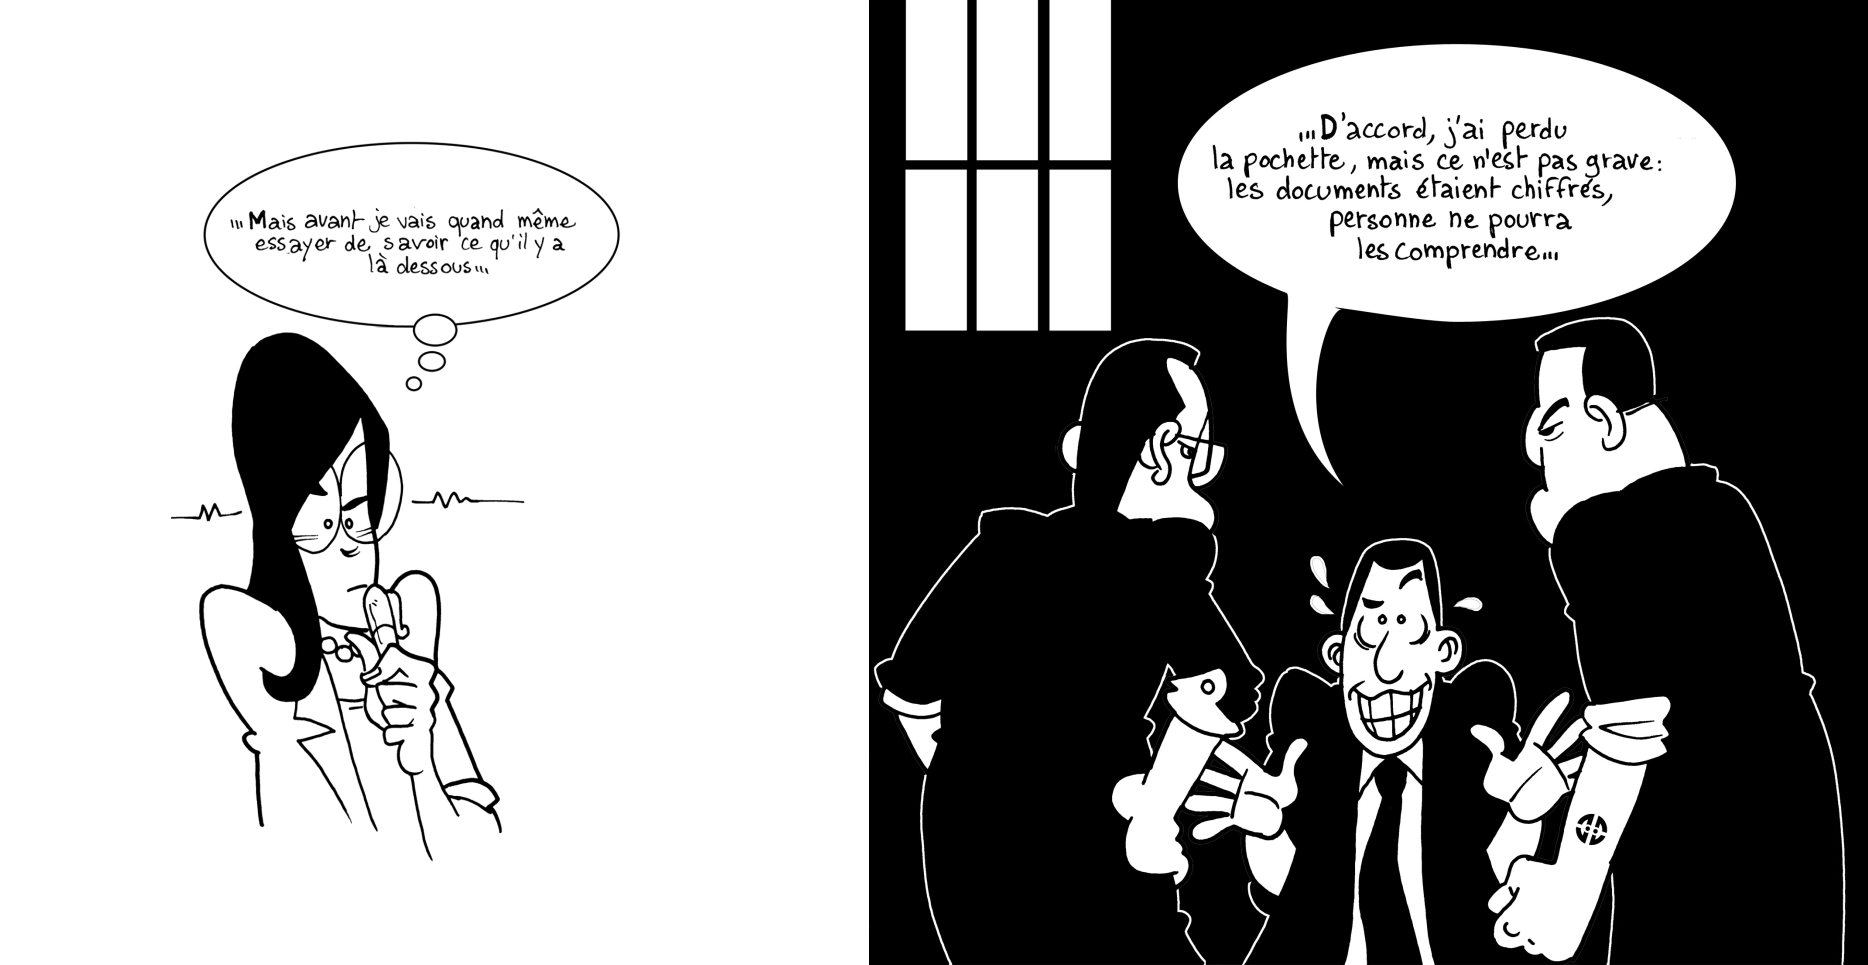 ...Mais avant je vais quand même
essayer de savoir ce qu'il y a
là dessous...
...D'accord, j'ai perdu
la pochette, mais ce n'est pas grave:
les documents étaient chiffrés,
personne ne pourra
les comprendre...